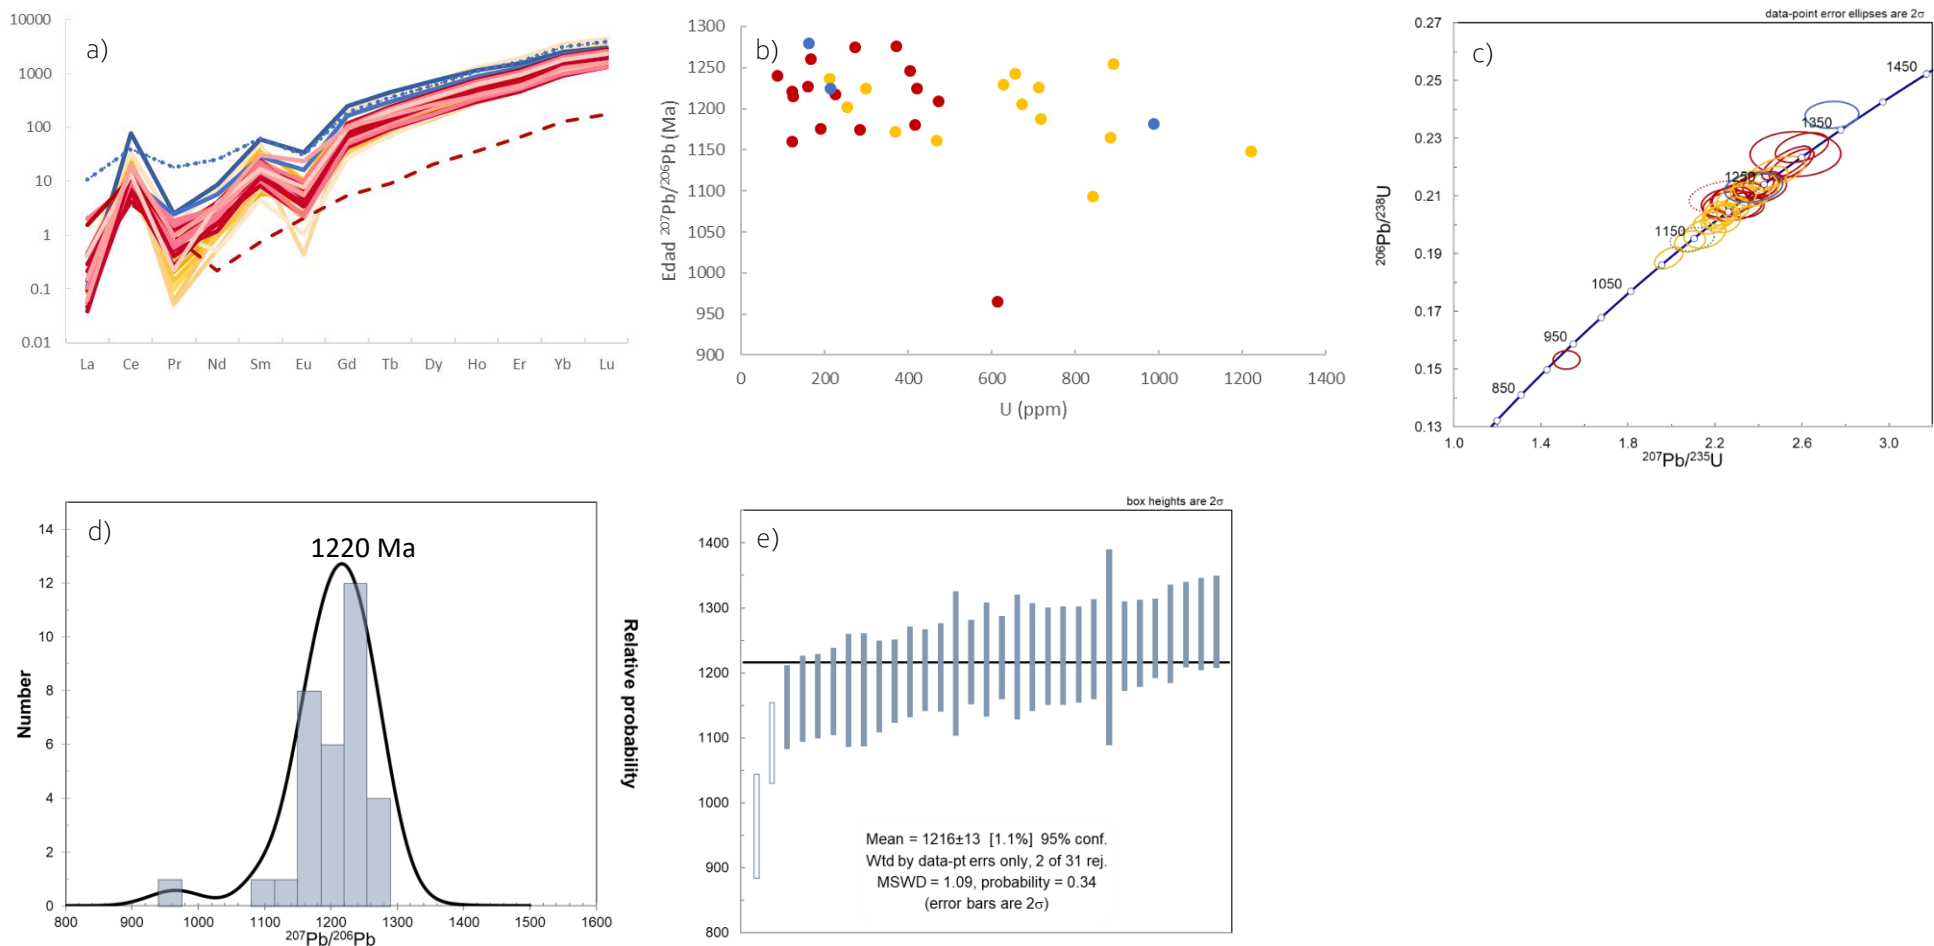 a)
10000
1000
100
10
1
0.1
0.01
La Ce Pr Nd Sm Eu Gd Tb Dy Ho Er Yb Lu
b)
Edad ²⁰⁷Pb/²⁰⁶Pb (Ma)
1300
1250
1200
1150
1100
1050
1000
950
900
0 200 400 600 800 1000 1200 1400
U (ppm)
data-point error ellipses are 2σ
c)
²⁰⁶Pb/²³⁸U
0.27
0.25
0.23
0.21
0.19
0.17
0.15
0.13
1450
1350
1250
1150
1050
950
850
1.0 1.4 1.8 2.2 2.6 3.0
²⁰⁷Pb/²³⁵U
d)
1220 Ma
Number
14
12
10
8
6
4
2
0
800 900 1000 1100 1200 1300 1400 1500 1600
²⁰⁷Pb/²⁰⁶Pb
Relative probability
box heights are 2σ
e)
1400
1300
1200
1100
1000
900
800
Mean = 1216±13 [1.1%] 95% conf.
Wtd by data-pt errs only, 2 of 31 rej.
MSWD = 1.09, probability = 0.34
(error bars are 2σ)